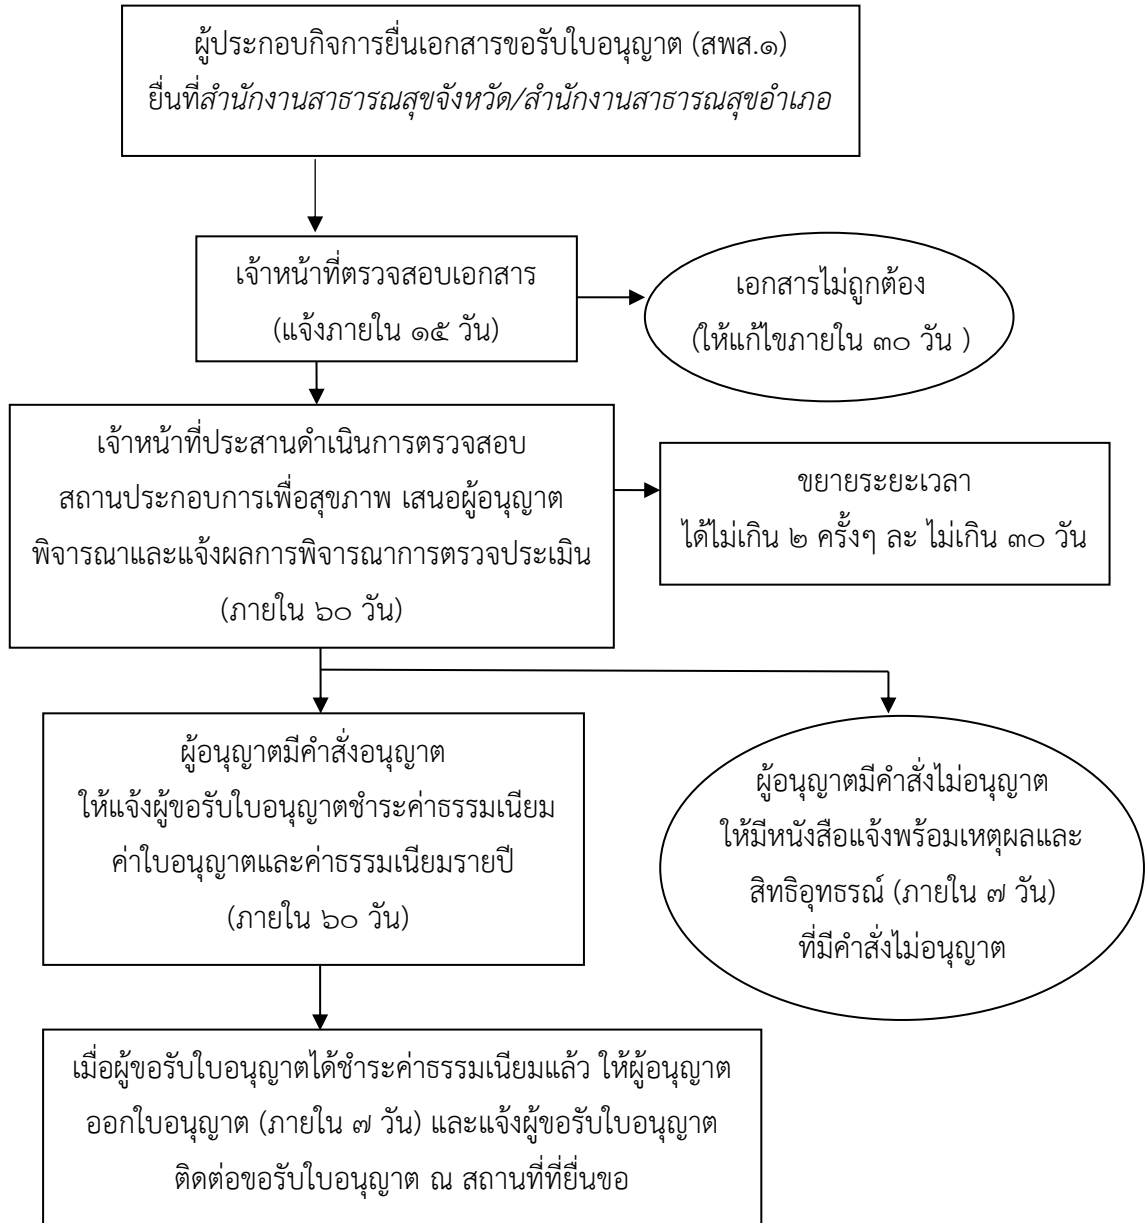 ผู้ประกอบกิจการยื่นเอกสารขอรับใบอนุญาต (สพส.๑)
ยื่นที่สำนักงานสาธารณสุขจังหวัด/สำนักงานสาธารณสุขอำเภอ
เจ้าหน้าที่ตรวจสอบเอกสาร
(แจ้งภายใน ๑๕ วัน)
เอกสารไม่ถูกต้อง
(ให้แก้ไขภายใน ๓๐ วัน )
เจ้าหน้าที่ประสานดำเนินการตรวจสอบ
สถานประกอบการเพื่อสุขภาพ เสนอผู้อนุญาต
พิจารณาและแจ้งผลการพิจารณาการตรวจประเมิน
(ภายใน ๖๐ วัน)
ขยายระยะเวลา
ได้ไม่เกิน ๒ ครั้งๆ ละ ไม่เกิน ๓๐ วัน
ผู้อนุญาตมีคำสั่งอนุญาต
ให้แจ้งผู้ขอรับใบอนุญาตชำระค่าธรรมเนียม
ค่าใบอนุญาตและค่าธรรมเนียมรายปี
(ภายใน ๖๐ วัน)
ผู้อนุญาตมีคำสั่งไม่อนุญาต
ให้มีหนังสือแจ้งพร้อมเหตุผลและ
สิทธิอุทธรณ์ (ภายใน ๗ วัน)
ที่มีคำสั่งไม่อนุญาต
เมื่อผู้ขอรับใบอนุญาตได้ชำระค่าธรรมเนียมแล้ว ให้ผู้อนุญาต
ออกใบอนุญาต (ภายใน ๗ วัน) และแจ้งผู้ขอรับใบอนุญาต
ติดต่อขอรับใบอนุญาต ณ สถานที่ที่ยื่นขอ